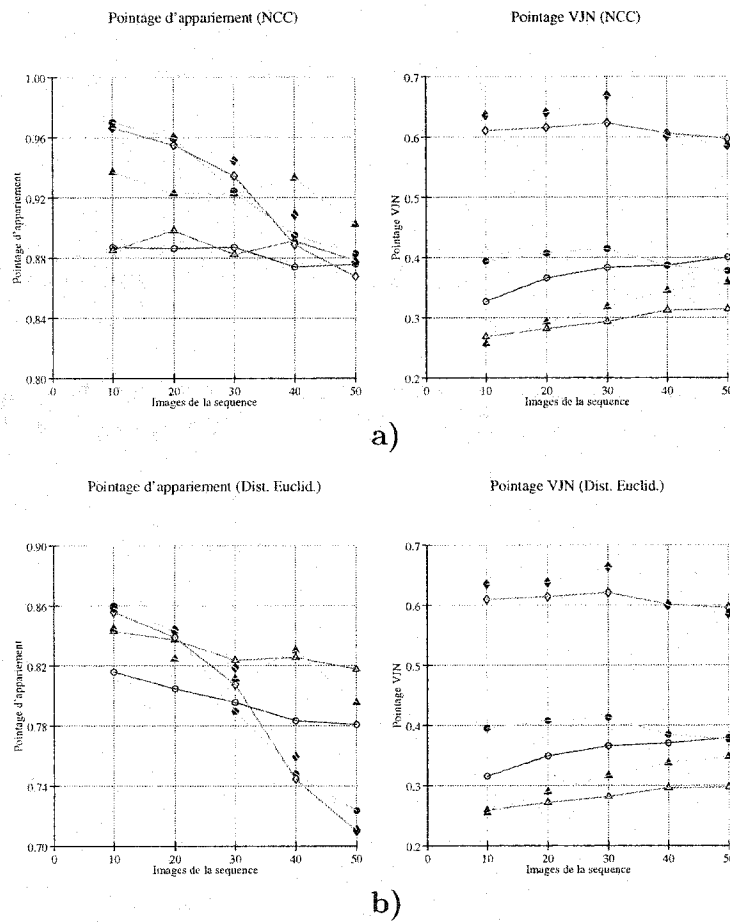 Pointage d'appariement (NCC)
Pointage d'appariement
1.00
0.96
0.92
0.88
0.84
0.80
0 10 20 30 40 50
Images de la sequence
Pointage VJN (NCC)
Pointage VJN
0.7
0.6
0.5
0.4
0.3
0.2
0 10 20 30 40 50
Images de la sequence
a)
Pointage d'appariement (Dist. Euclid.)
Pointage d'appariement
0.90
0.86
0.82
0.78
0.74
0.70
0 10 20 30 40 50
Images de la sequence
Pointage VJN (Dist. Euclid.)
Pointage VJN
0.7
0.6
0.5
0.4
0.3
0.2
0 10 20 30 40 50
Images de la sequence
b)